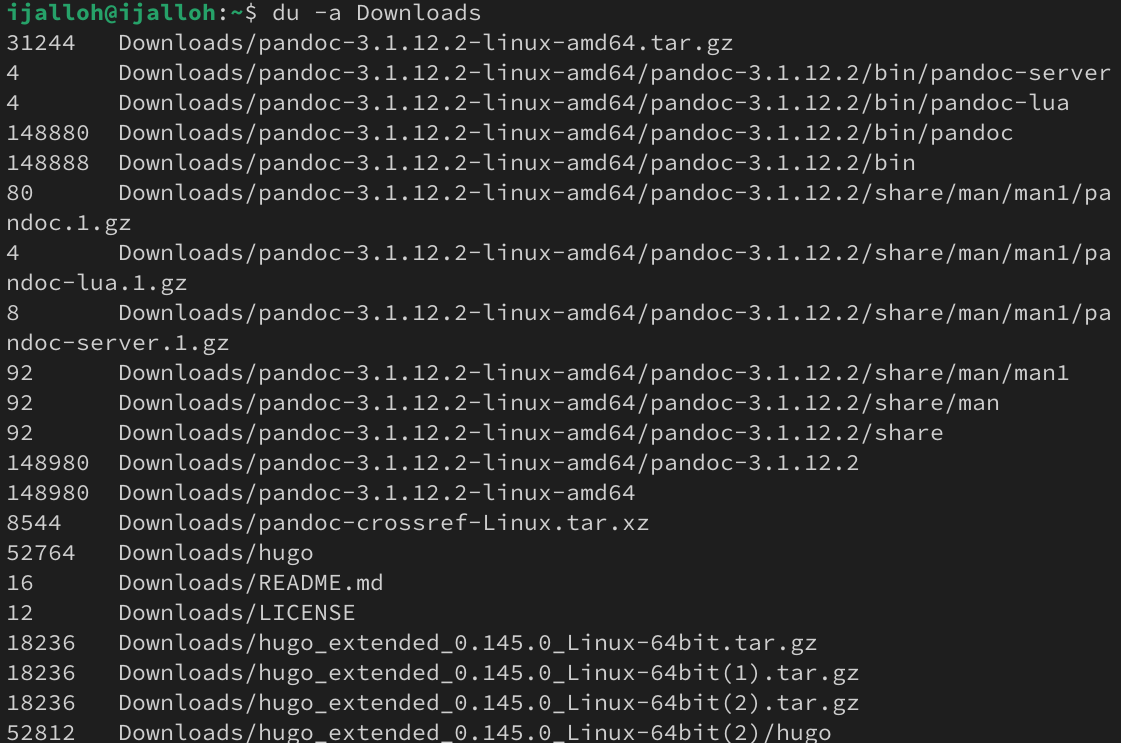 ijalloh@ijalloh:~$ du -a Downloads
31244   Downloads/pandoc-3.1.12.2-linux-amd64.tar.gz
4       Downloads/pandoc-3.1.12.2-linux-amd64/pandoc-3.1.12.2/bin/pandoc-server
4       Downloads/pandoc-3.1.12.2-linux-amd64/pandoc-3.1.12.2/bin/pandoc-lua
148880  Downloads/pandoc-3.1.12.2-linux-amd64/pandoc-3.1.12.2/bin/pandoc
148888  Downloads/pandoc-3.1.12.2-linux-amd64/pandoc-3.1.12.2/bin
80      Downloads/pandoc-3.1.12.2-linux-amd64/pandoc-3.1.12.2/share/man/man1/pa
ndoc.1.gz
4       Downloads/pandoc-3.1.12.2-linux-amd64/pandoc-3.1.12.2/share/man/man1/pa
ndoc-lua.1.gz
8       Downloads/pandoc-3.1.12.2-linux-amd64/pandoc-3.1.12.2/share/man/man1/pa
ndoc-server.1.gz
92      Downloads/pandoc-3.1.12.2-linux-amd64/pandoc-3.1.12.2/share/man/man1
92      Downloads/pandoc-3.1.12.2-linux-amd64/pandoc-3.1.12.2/share/man
92      Downloads/pandoc-3.1.12.2-linux-amd64/pandoc-3.1.12.2/share
148980  Downloads/pandoc-3.1.12.2-linux-amd64/pandoc-3.1.12.2
148980  Downloads/pandoc-3.1.12.2-linux-amd64
8544    Downloads/pandoc-crossref-Linux.tar.xz
52764   Downloads/hugo
16      Downloads/README.md
12      Downloads/LICENSE
18236   Downloads/hugo_extended_0.145.0_Linux-64bit.tar.gz
18236   Downloads/hugo_extended_0.145.0_Linux-64bit(1).tar.gz
18236   Downloads/hugo_extended_0.145.0_Linux-64bit(2).tar.gz
52812   Downloads/hugo_extended_0.145.0_Linux-64bit(2)/hugo